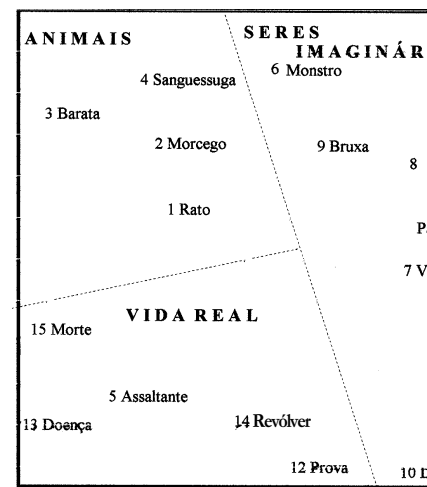 ANIMAIS
SERES
IMAGINÁR
6 Monstro
4 Sanguessuga
3 Barata
2 Morcego
9 Bruxa
8
1 Rato
P
7 V
VIDA REAL
15 Morte
5 Assaltante
13 Doença
14 Revólver
12 Prova
10 D